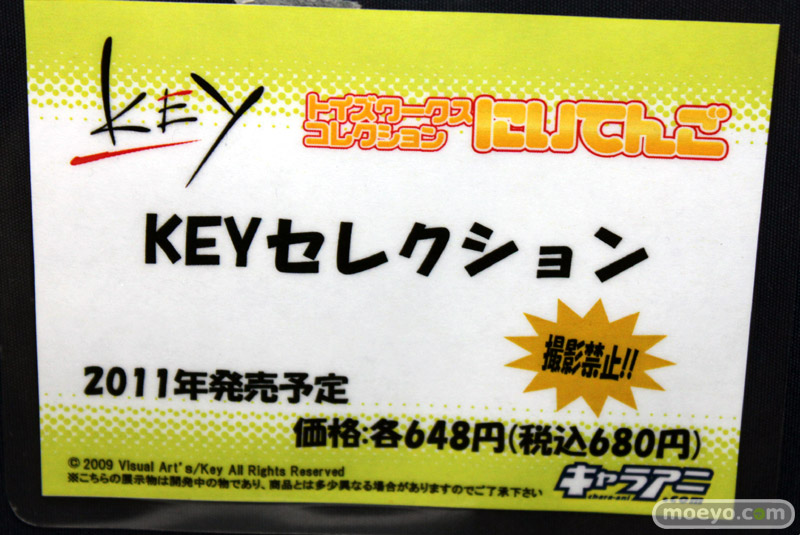 KEY
トイズワークス
コレクション
にいてんご
KEYセレクション
撮影禁止!!
2011年発売予定
価格:各648円(税込680円)
© 2009 Visual Art's/Key All Rights Reserved
※こちらの展示物は開発中の物であり、商品とは多少異なる場合がありますのでご了承下さい
キャラアニ
chara-ani
.com
moeyo.com